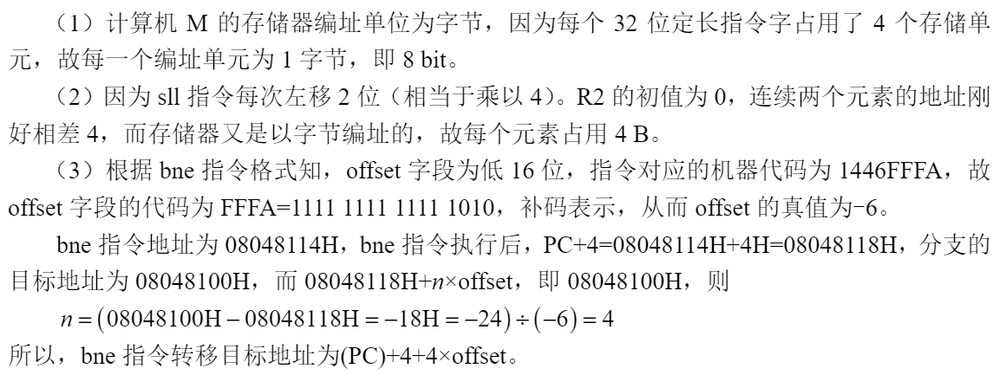 （1）计算机 M 的存储器编址单位为字节，因为每个 32 位定长指令字占用了 4 个存储单
元，故每一个编址单元为 1 字节，即 8 bit。
（2）因为 sll 指令每次左移 2 位（相当于乘以 4）。R2 的初值为 0，连续两个元素的地址刚
好相差 4，而存储器又是以字节编址的，故每个元素占用 4 B。
（3）根据 bne 指令格式知，offset 字段为低 16 位，指令对应的机器代码为 1446FFFA，故
offset 字段的代码为 FFFA=1111 1111 1111 1010，补码表示，从而 offset 的真值为−6。
bne 指令地址为 08048114H，bne 指令执行后，PC+4=08048114H+4H=08048118H，分支的
目标地址为 08048100H，而 08048118H+n×offset，即 08048100H，则
n = (08048100H − 08048118H = −18H = −24) ÷ (−6) = 4
所以，bne 指令转移目标地址为(PC)+4+4×offset。